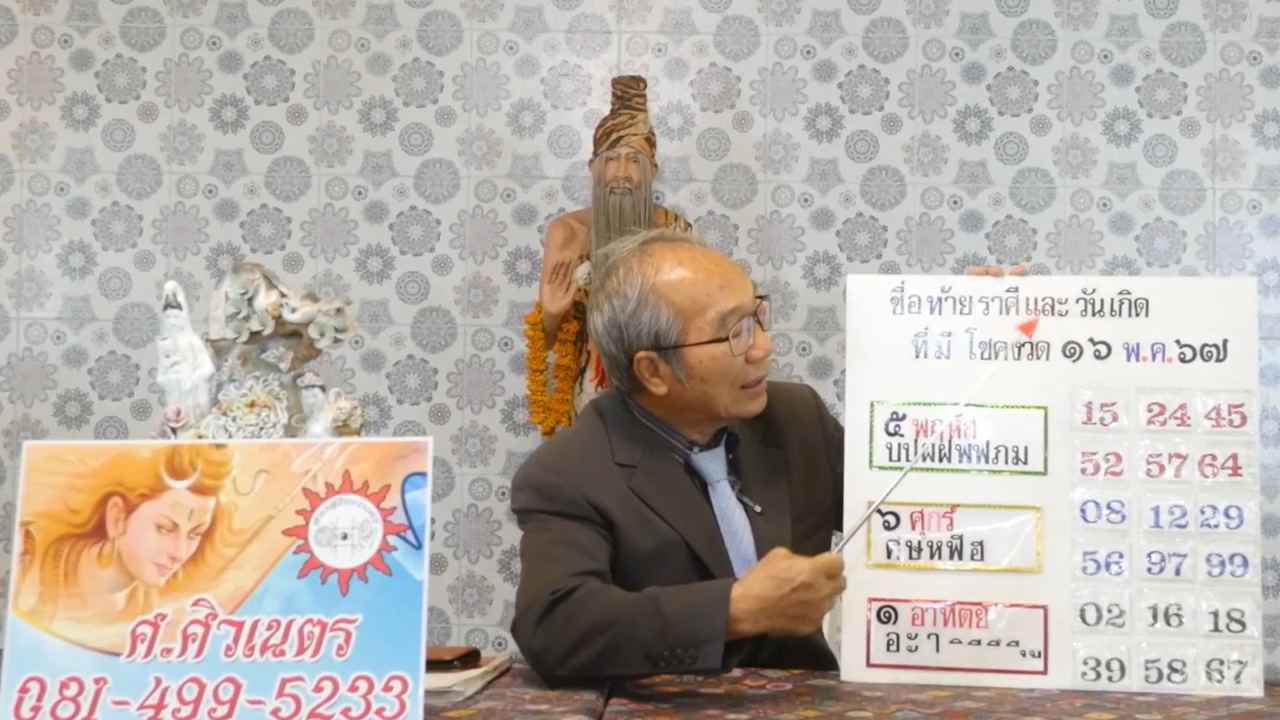 ชื่อ ท้าย ราศี และ วัน เกิด
ที่ มี โชค งวด ๑๖ พ.ค. ๖๗
๕ พฤหัส
บปผฝพฟภม
15 24 45
52 57 64
๖ ศุกร์
ศษหฬฮ
08 12 29
56 97 99
๑ อาทิตย์
อะา
02 16 18
39 58 67
ศ.ศิวเนตร
081-499-5233